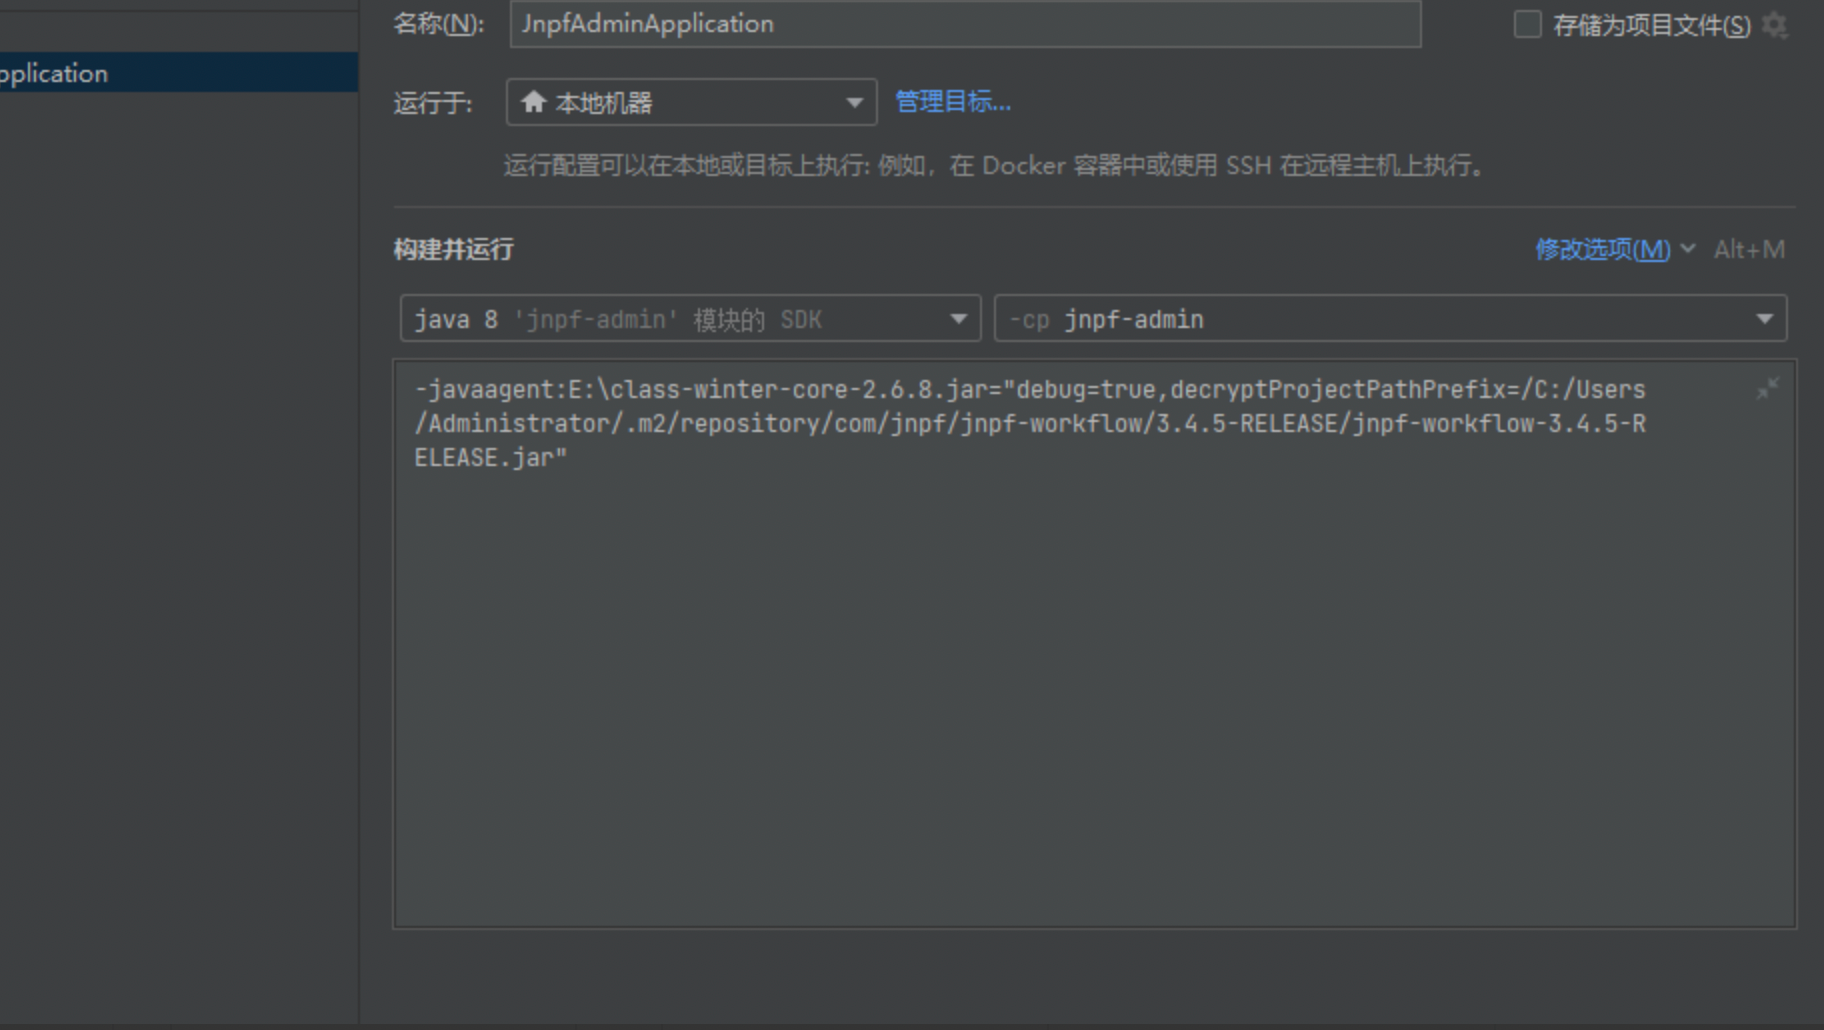 名称(N):
JnpfAdminApplication
存储为项目文件(S)
pplication
运行于:
本地机器
管理目标...
运行配置可以在本地或目标上执行: 例如，在 Docker 容器中或使用 SSH 在远程主机上执行。
构建并运行
修改选项(M)
Alt+M
java 8 'jnpf-admin' 模块的 SDK
-cp jnpf-admin
-javaagent:E:\class-winter-core-2.6.8.jar="debug=true,decryptProjectPathPrefix=/C:/Users
/Administrator/.m2/repository/com/jnpf/jnpf-workflow/3.4.5-RELEASE/jnpf-workflow-3.4.5-R
ELEASE.jar"